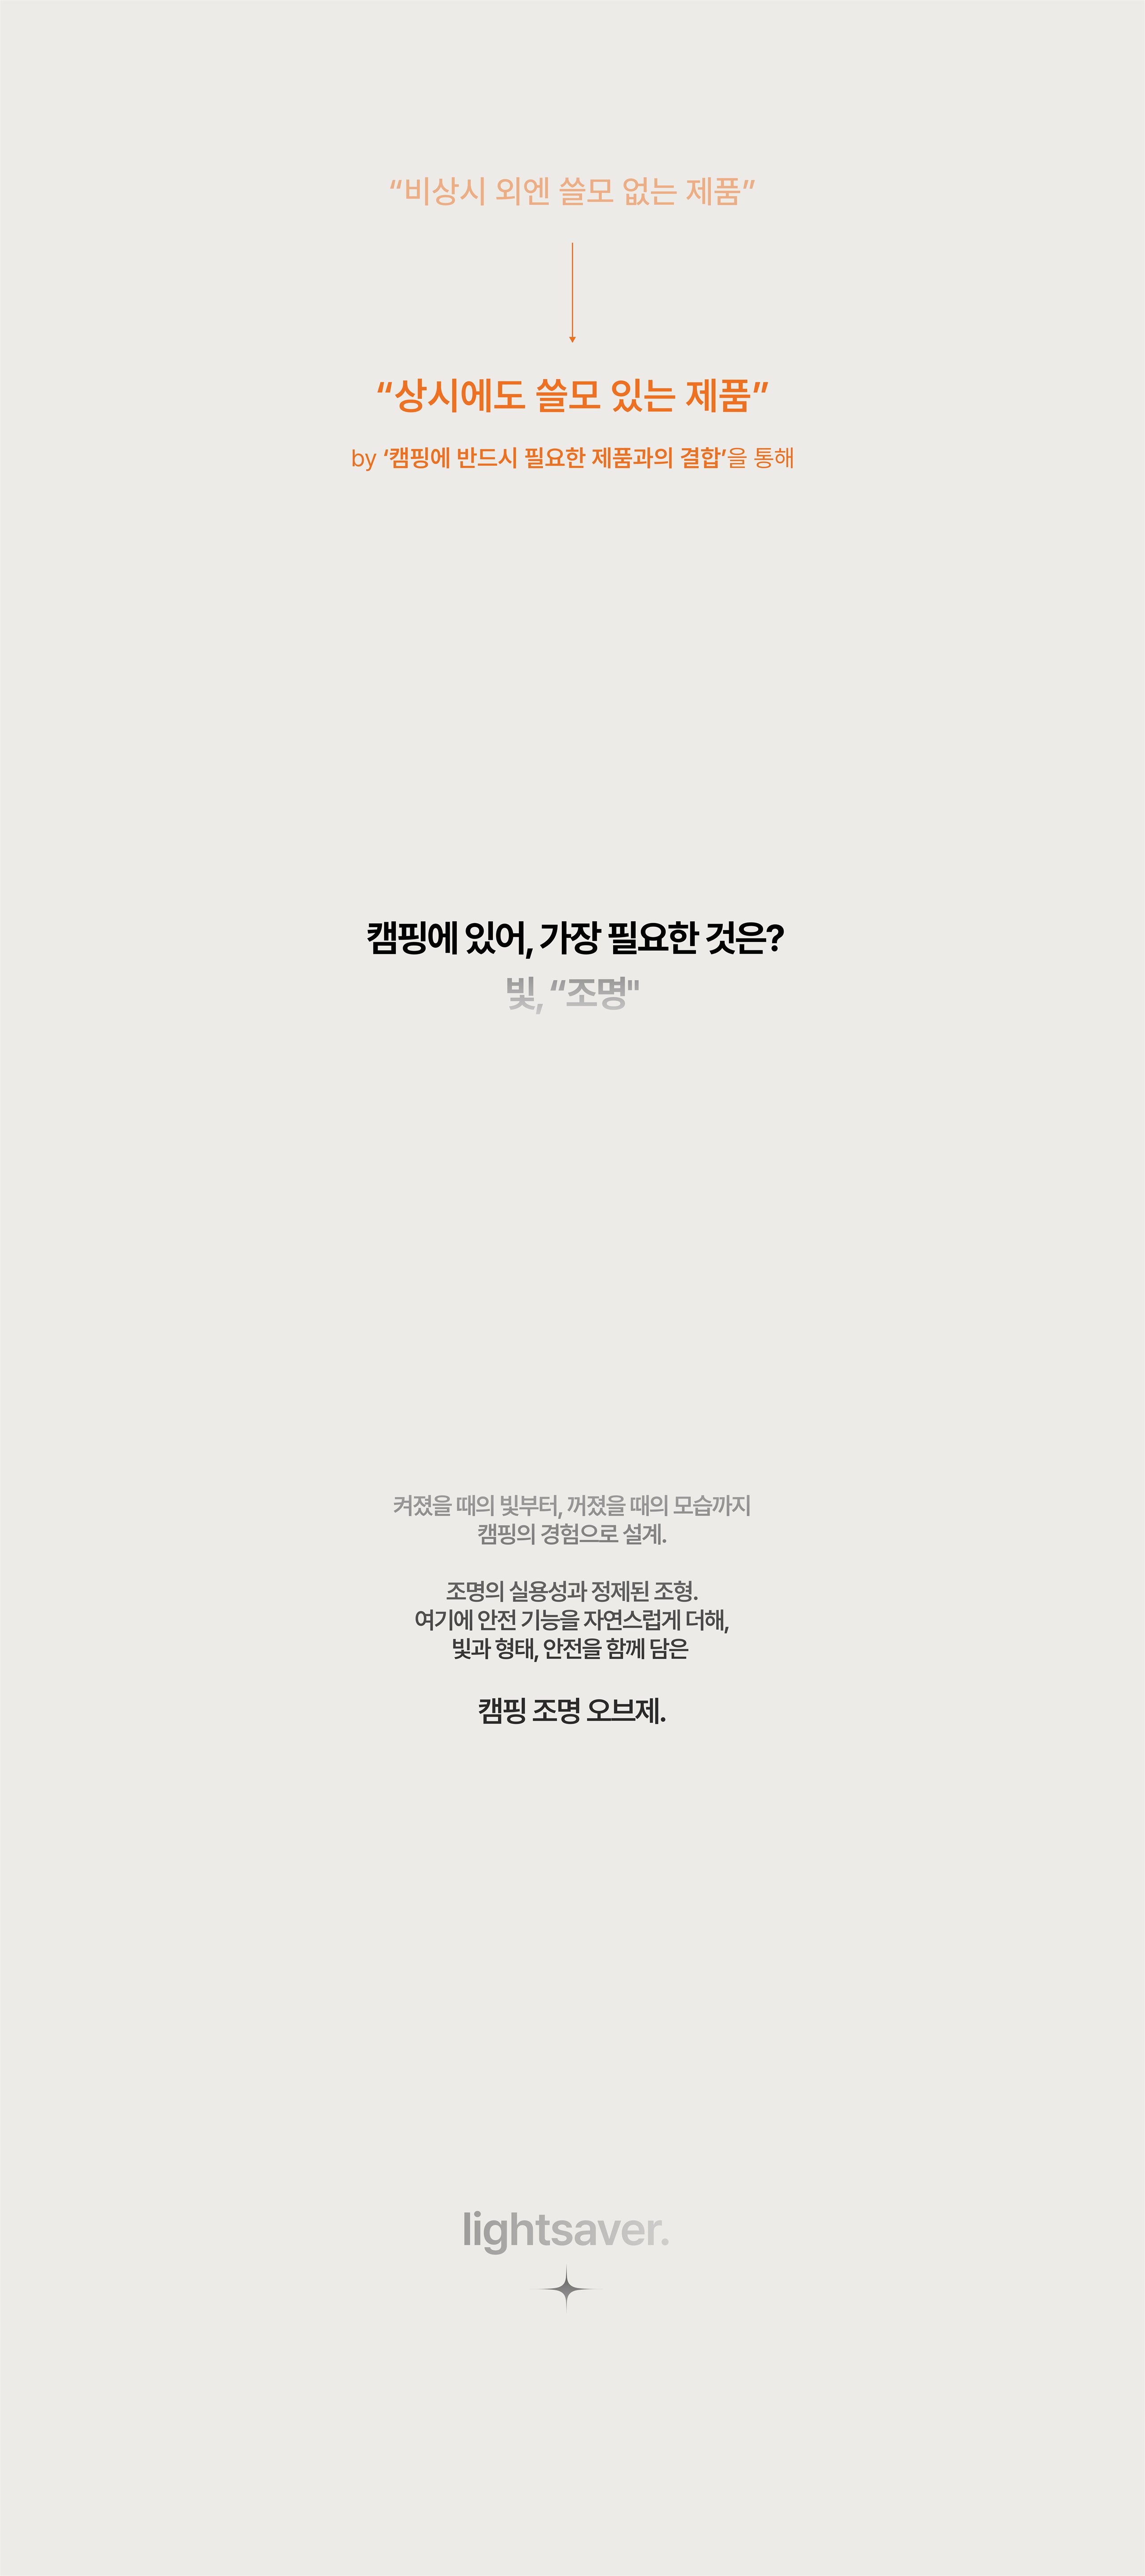 “비상시 외엔 쓸모 없는 제품”
“상시에도 쓸모 있는 제품”
by ‘캠핑에 반드시 필요한 제품과의 결합’을 통해
캠핑에 있어, 가장 필요한 것은?
빛, “조명"
켜졌을 때의 빛부터, 꺼졌을 때의 모습까지
캠핑의 경험으로 설계.
조명의 실용성과 정제된 조형.
여기에 안전 기능을 자연스럽게 더해,
빛과 형태, 안전을 함께 담은
캠핑 조명 오브제.
lightsaver.